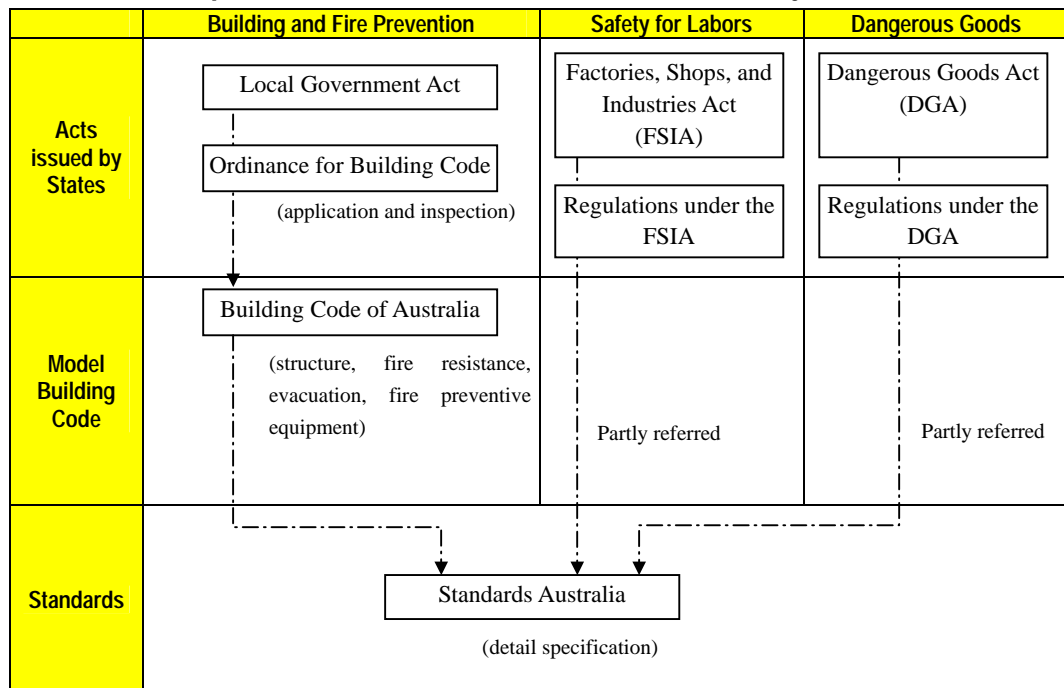 Building and Fire Prevention
Safety for Labors
Dangerous Goods
Acts
issued by
States
Local Government Act
Ordinance for Building Code
(application and inspection)
Factories, Shops, and
Industries Act
(FSIA)
Regulations under the
FSIA
Dangerous Goods Act
(DGA)
Regulations under the
DGA
Model
Building
Code
Building Code of Australia
(structure, fire resistance,
evacuation, fire preventive
equipment)
Partly referred
Partly referred
Standards
Standards Australia
(detail specification)